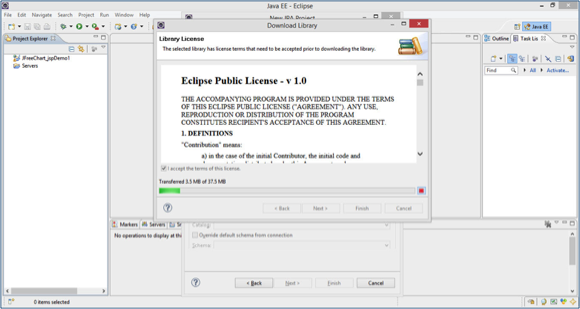 Java EE - Eclipse
File Edit Navigate Search Project Run Window Help
New JPA Project
Java EE
Project Explorer
JFreeChart_jspDemo1
Servers
Download Library
Library License
The selected library has license terms that need to be accepted prior to downloading the library.
Eclipse Public License - v 1.0
THE ACCOMPANYING PROGRAM IS PROVIDED UNDER THE TERMS
OF THIS ECLIPSE PUBLIC LICENSE ("AGREEMENT"). ANY USE,
REPRODUCTION OR DISTRIBUTION OF THE PROGRAM
CONSTITUTES RECIPIENT'S ACCEPTANCE OF THIS AGREEMENT.
1. DEFINITIONS
"Contribution" means:
a) in the case of the initial Contributor, the initial code and
I accept the terms of this license.
Transferred 3.5 MB of 37.5 MB
< Back Next > Finish Cancel
Outline Task Lis
Find All Activate...
Markers Servers
No operations to display at th
Catalog:
Override default schema from connection
Schema:
< Back Next > Finish Cancel
0 items selected